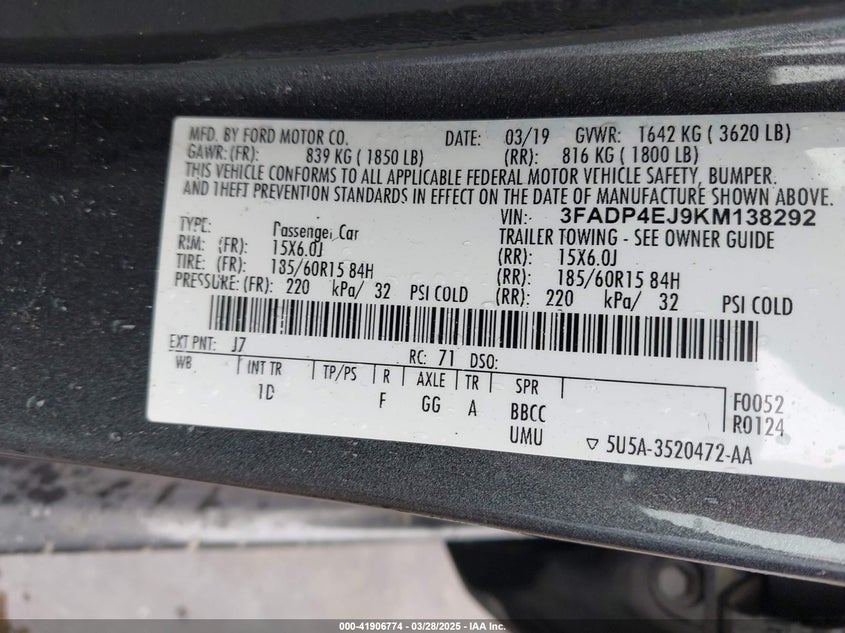 MFD. BY FORD MOTOR CO. DATE: 03/19 GVWR: 1642 KG ( 3620 LB)
GAWR: (FR): 839 KG ( 1850 LB) (RR): 816 KG ( 1800 LB)
THIS VEHICLE CONFORMS TO ALL APPLICABLE FEDERAL MOTOR VEHICLE SAFETY, BUMPER,
AND THEFT PREVENTION STANDARDS IN EFFECT ON THE DATE OF MANUFACTURE SHOWN ABOVE.
VIN: 3FADP4EJ9KM138292
TYPE: Passenger Car TRAILER TOWING - SEE OWNER GUIDE
RIM: (FR): 15X6.0J (RR): 15X6.0J
TIRE: (FR): 185/60R15 84H (RR): 185/60R15 84H
PRESSURE: (FR): 220 kPa/ 32 PSI COLD (RR): 220 kPa/ 32 PSI COLD
EXT PNT: J7 RC: 71 DSO:
WB INT TR TP/PS R AXLE TR SPR
1D F GG A BBCC F0052
UMU R0124
▽ 5U5A-3520472-AA
000-41906774 | 03/28/2025 | IAA Inc.